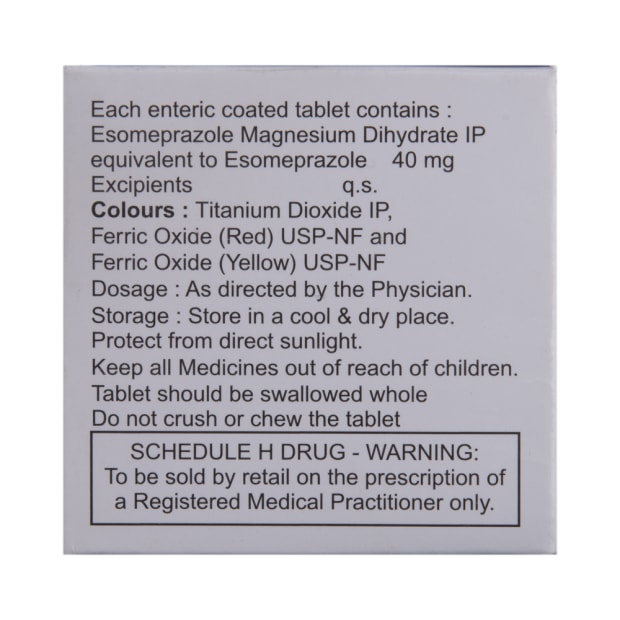 Each enteric coated tablet contains :
Esomeprazole Magnesium Dihydrate IP
equivalent to Esomeprazole 40 mg
Excipients q.s.
Colours : Titanium Dioxide IP,
Ferric Oxide (Red) USP-NF and
Ferric Oxide (Yellow) USP-NF
Dosage : As directed by the Physician.
Storage : Store in a cool & dry place.
Protect from direct sunlight.
Keep all Medicines out of reach of children.
Tablet should be swallowed whole
Do not crush or chew the tablet
SCHEDULE H DRUG - WARNING:
To be sold by retail on the prescription of
a Registered Medical Practitioner only.